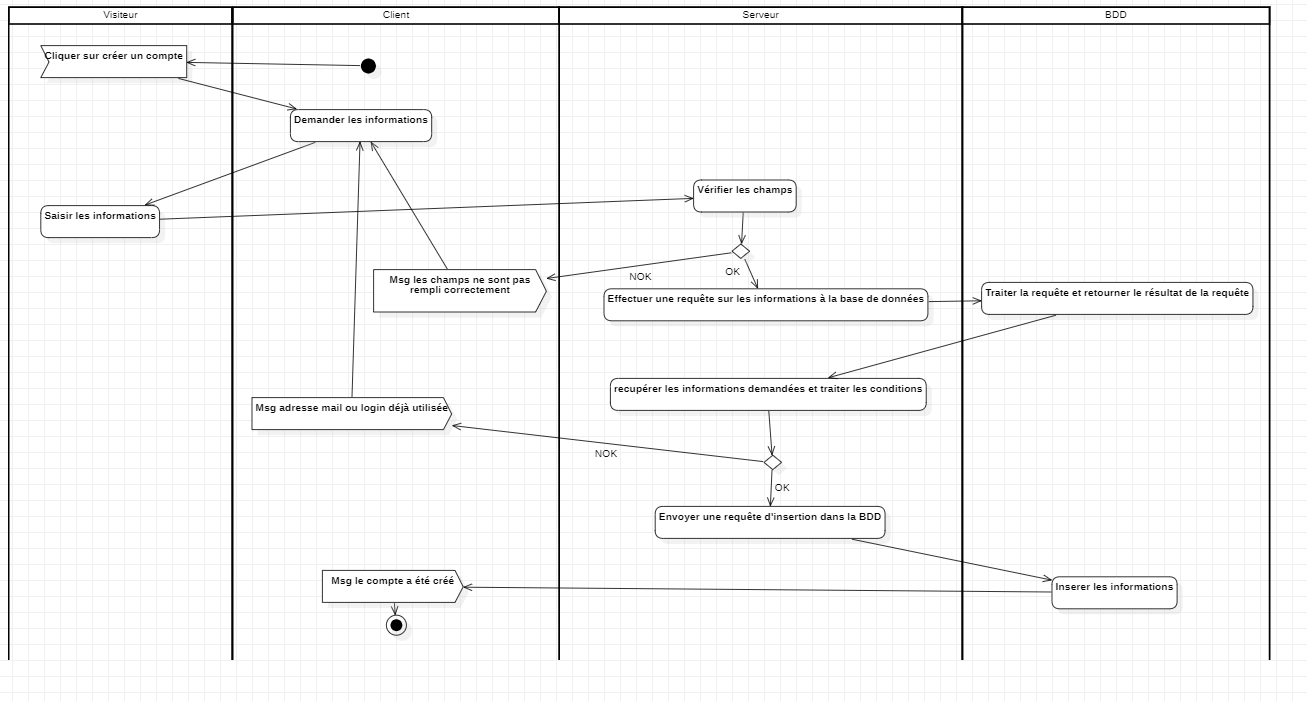 Visiteur
Client
Serveur
BDD
Cliquer sur créer un compte
Demander les informations
Vérifier les champs
Saisir les informations
NOK
OK
Msg les champs ne sont pas
rempli correctement
Effectuer une requête sur les informations à la base de données
Traiter la requête et retourner le résultat de la requête
recupérer les informations demandées et traiter les conditions
Msg adresse mail ou login déjà utilisée
NOK
OK
Envoyer une requête d'insertion dans la BDD
Msg le compte a été créé
Inserer les informations